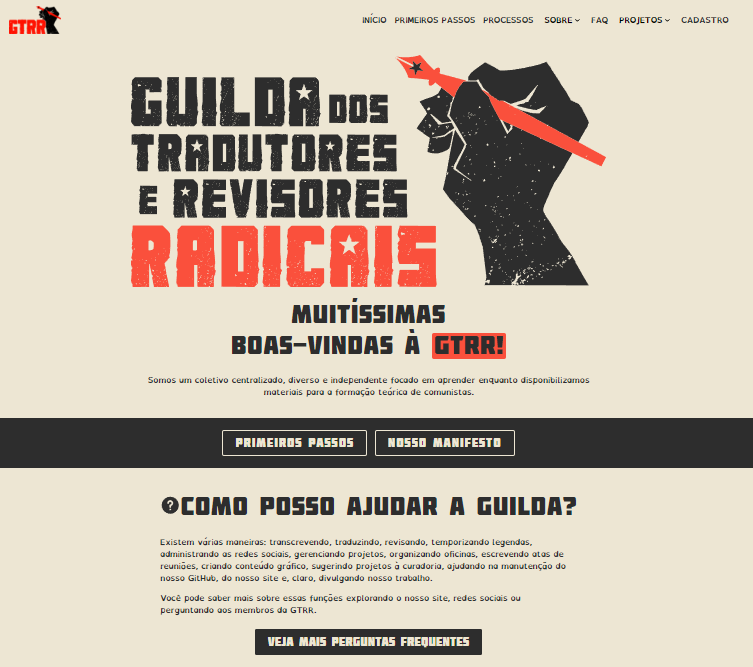 GTRR
INÍCIO PRIMEIROS PASSOS PROCESSOS SOBRE FAQ PROJETOS CADASTRO
GUILDA DOS
TRADUTORES
E REVISORES
RADICAIS
MUITÍSSIMAS
BOAS-VINDAS À GTRR!
Somos um coletivo centralizado, diverso e independente focado em aprender enquanto disponibilizamos
materiais para a formação teórica de comunistas.
PRIMEIROS PASSOS NOSSO MANIFESTO
?COMO POSSO AJUDAR A GUILDA?
Existem várias maneiras: transcrevendo, traduzindo, revisando, temporizando legendas,
administrando as redes sociais, gerenciando projetos, organizando oficinas, escrevendo atas de
reuniões, criando conteúdo gráfico, sugerindo projetos à curadoria, ajudando na manutenção do
nosso GitHub, do nosso site e, claro, divulgando nosso trabalho.
Você pode saber mais sobre essas funções explorando o nosso site, redes sociais ou
perguntando aos membros da GTRR.
VEJA MAIS PERGUNTAS FREQUENTES